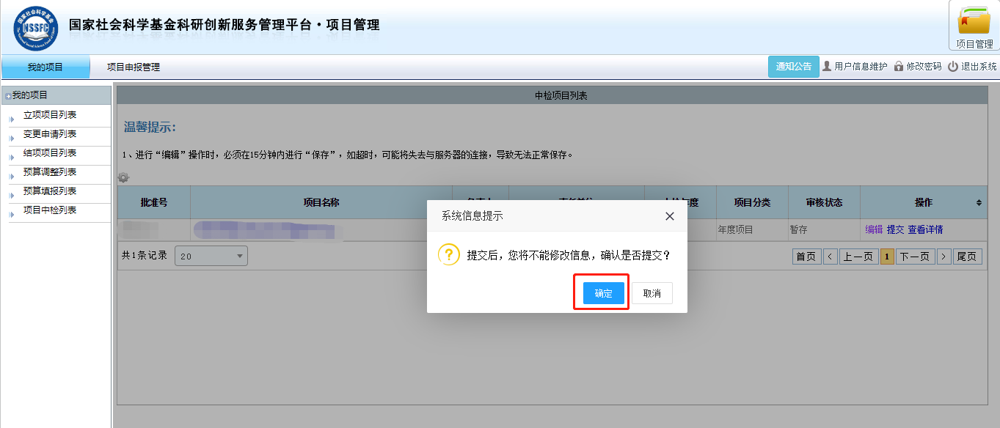 国家社会科学基金科研创新服务管理平台·项目管理
国家社会科学基金
NSSFC
项目管理
我的项目 项目申报管理 通知公告 用户信息维护 修改密码 退出系统
我的项目
立项项目列表
变更申请列表
结项项目列表
预算调整列表
预算填报列表
项目中检列表
中检项目列表
温馨提示：
1、进行“编辑”操作时，必须在15分钟内进行“保存”，如超时，可能将失去与服务器的连接，导致无法正常保存。
批准号 项目名称 度 项目分类 审核状态 操作
年度项目 暂存 编辑 提交 查看详情
共1条记录 20 首页 < 上一页 1 下一页 > 尾页
系统信息提示
提交后，您将不能修改信息，确认是否提交？
确定 取消